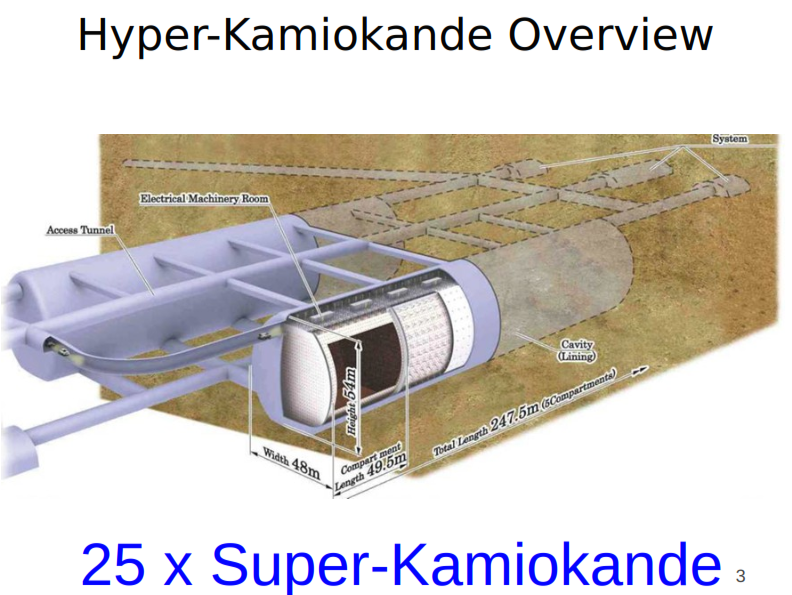 Hyper-Kamiokande Overview
System
Electrical Machinery Room
Access Tunnel
Cavity
(Lining)
Height 54m
Total Length 247.5m (5Compartments)
Width 48m
Compart ment
Length 49.5m
25 x Super-Kamiokande
3